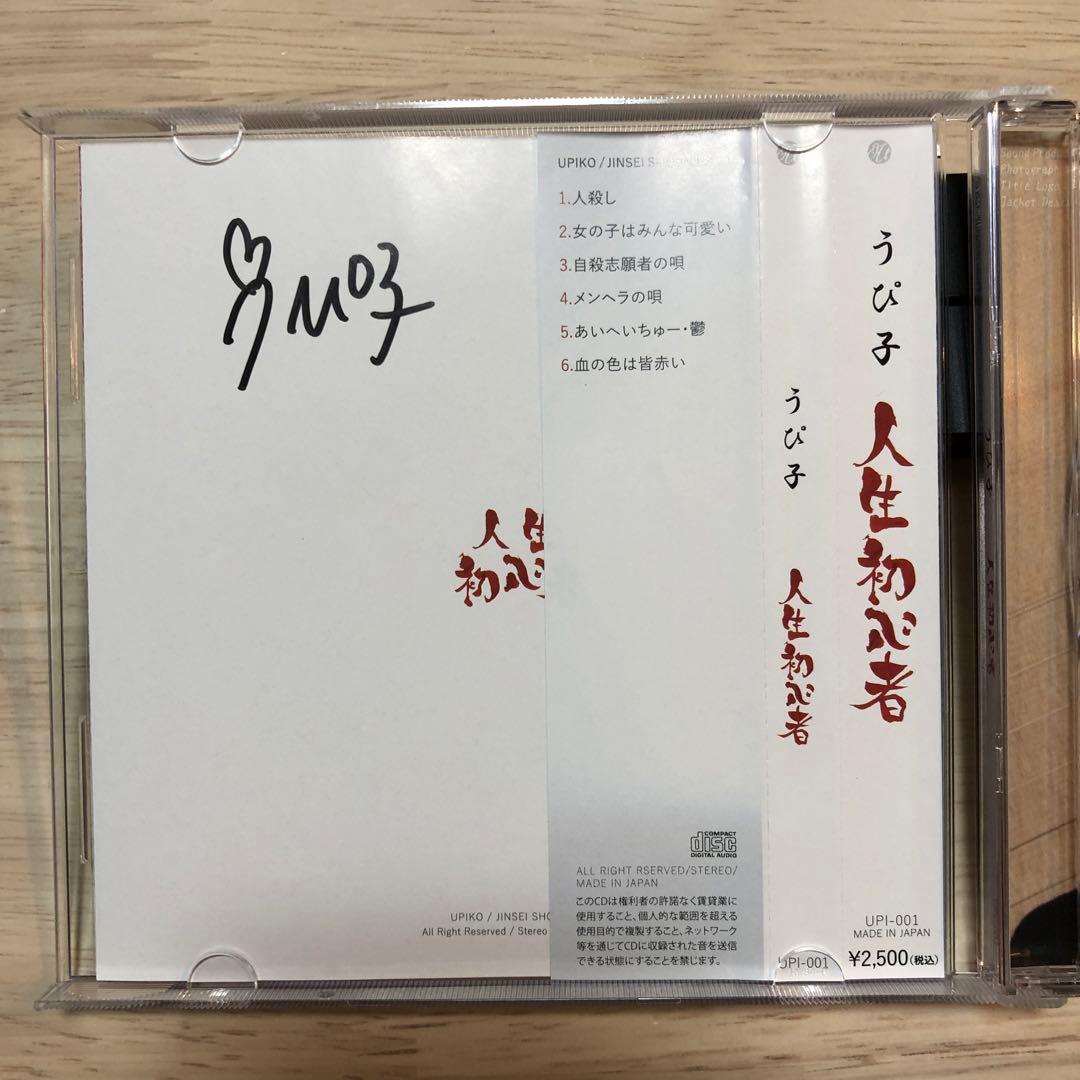 人生
初心
UPIKO / JINSEI SHO
All Right Reserved / Stereo
UPIKO / JINSEI
1.人殺し
2.女の子はみんな可愛い
3.自殺志願者の唄
4.メンヘラの唄
5.あいへいちゅー・鬱
6.血の色は皆赤い
COMPACT
disc
DIGITAL AUDIO
ALL RIGHT RSERVED/STEREO/
MADE IN JAPAN
このCDは権利者の許諾なく賃貸業に
使用すること、個人的な範囲を超える
使用目的で複製すること、ネットワーク
等を通じてCDに収録された音を送信
できる状態にすることを禁じます。
うぴ子 人生初心者
UPI-001
うぴ子 人生初心者
UPI-001
MADE IN JAPAN
¥2,500(税込)
Sound Prod
Photograph
Title Logo
Jacket Des